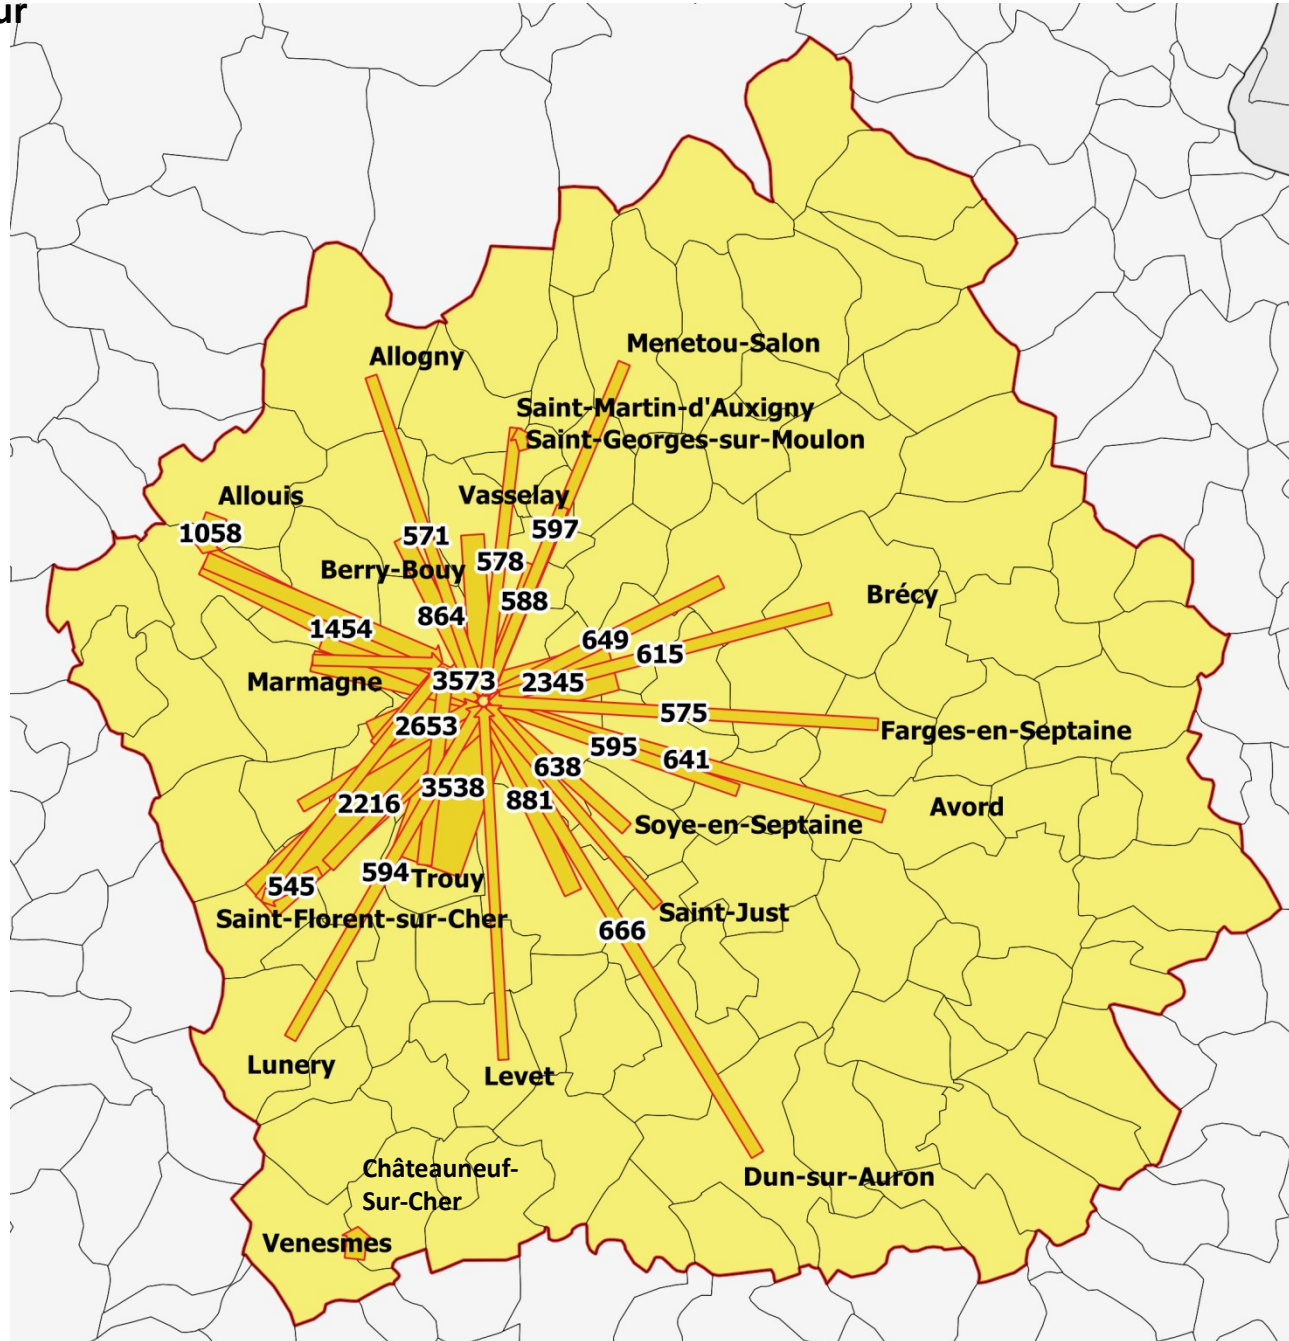 ur
Menetou-Salon
Allogny
Saint-Martin-d'Auxigny
Saint-Georges-sur-Moulon
Allouis
Vasselay
1058
571
597
578
Berry-Bouy
Brécy
588
864
1454
649
615
Marmagne
3573
2345
575
2653
Farges-en-Septaine
595
641
638
3538
881
2216
Avord
Soye-en-Septaine
594
Trouy
545
Saint-Florent-sur-Cher
Saint-Just
666
Lunery
Levet
Châteauneuf-
Sur-Cher
Dun-sur-Auron
Venesmes